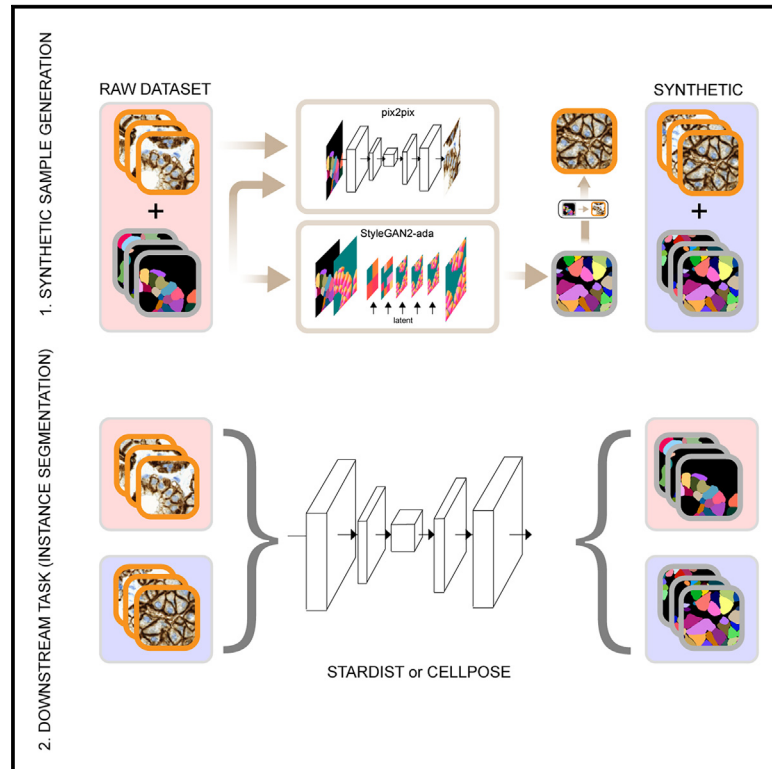 1. SYNTHETIC SAMPLE GENERATION
RAW DATASET
+
pix2pix
StyleGAN2-ada
latent
SYNTHETIC
+
2. DOWNSTREAM TASK (INSTANCE SEGMENTATION)
STARDIST or CELLPOSE